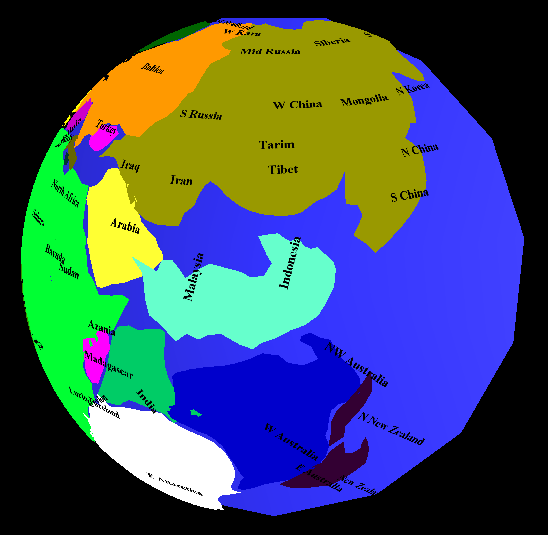 W Kara
Mid Russia
Siberia
Baltica
N Korea
W China
Mongolia
S Russia
Turkey
Tarim
N China
Iraq
Tibet
Iran
North Africa
S China
Arabia
Sudan
Malaysia
Indonesia
Azania
NW Australia
Madagascar
India
N New Zealand
W Australia
E Antarctica